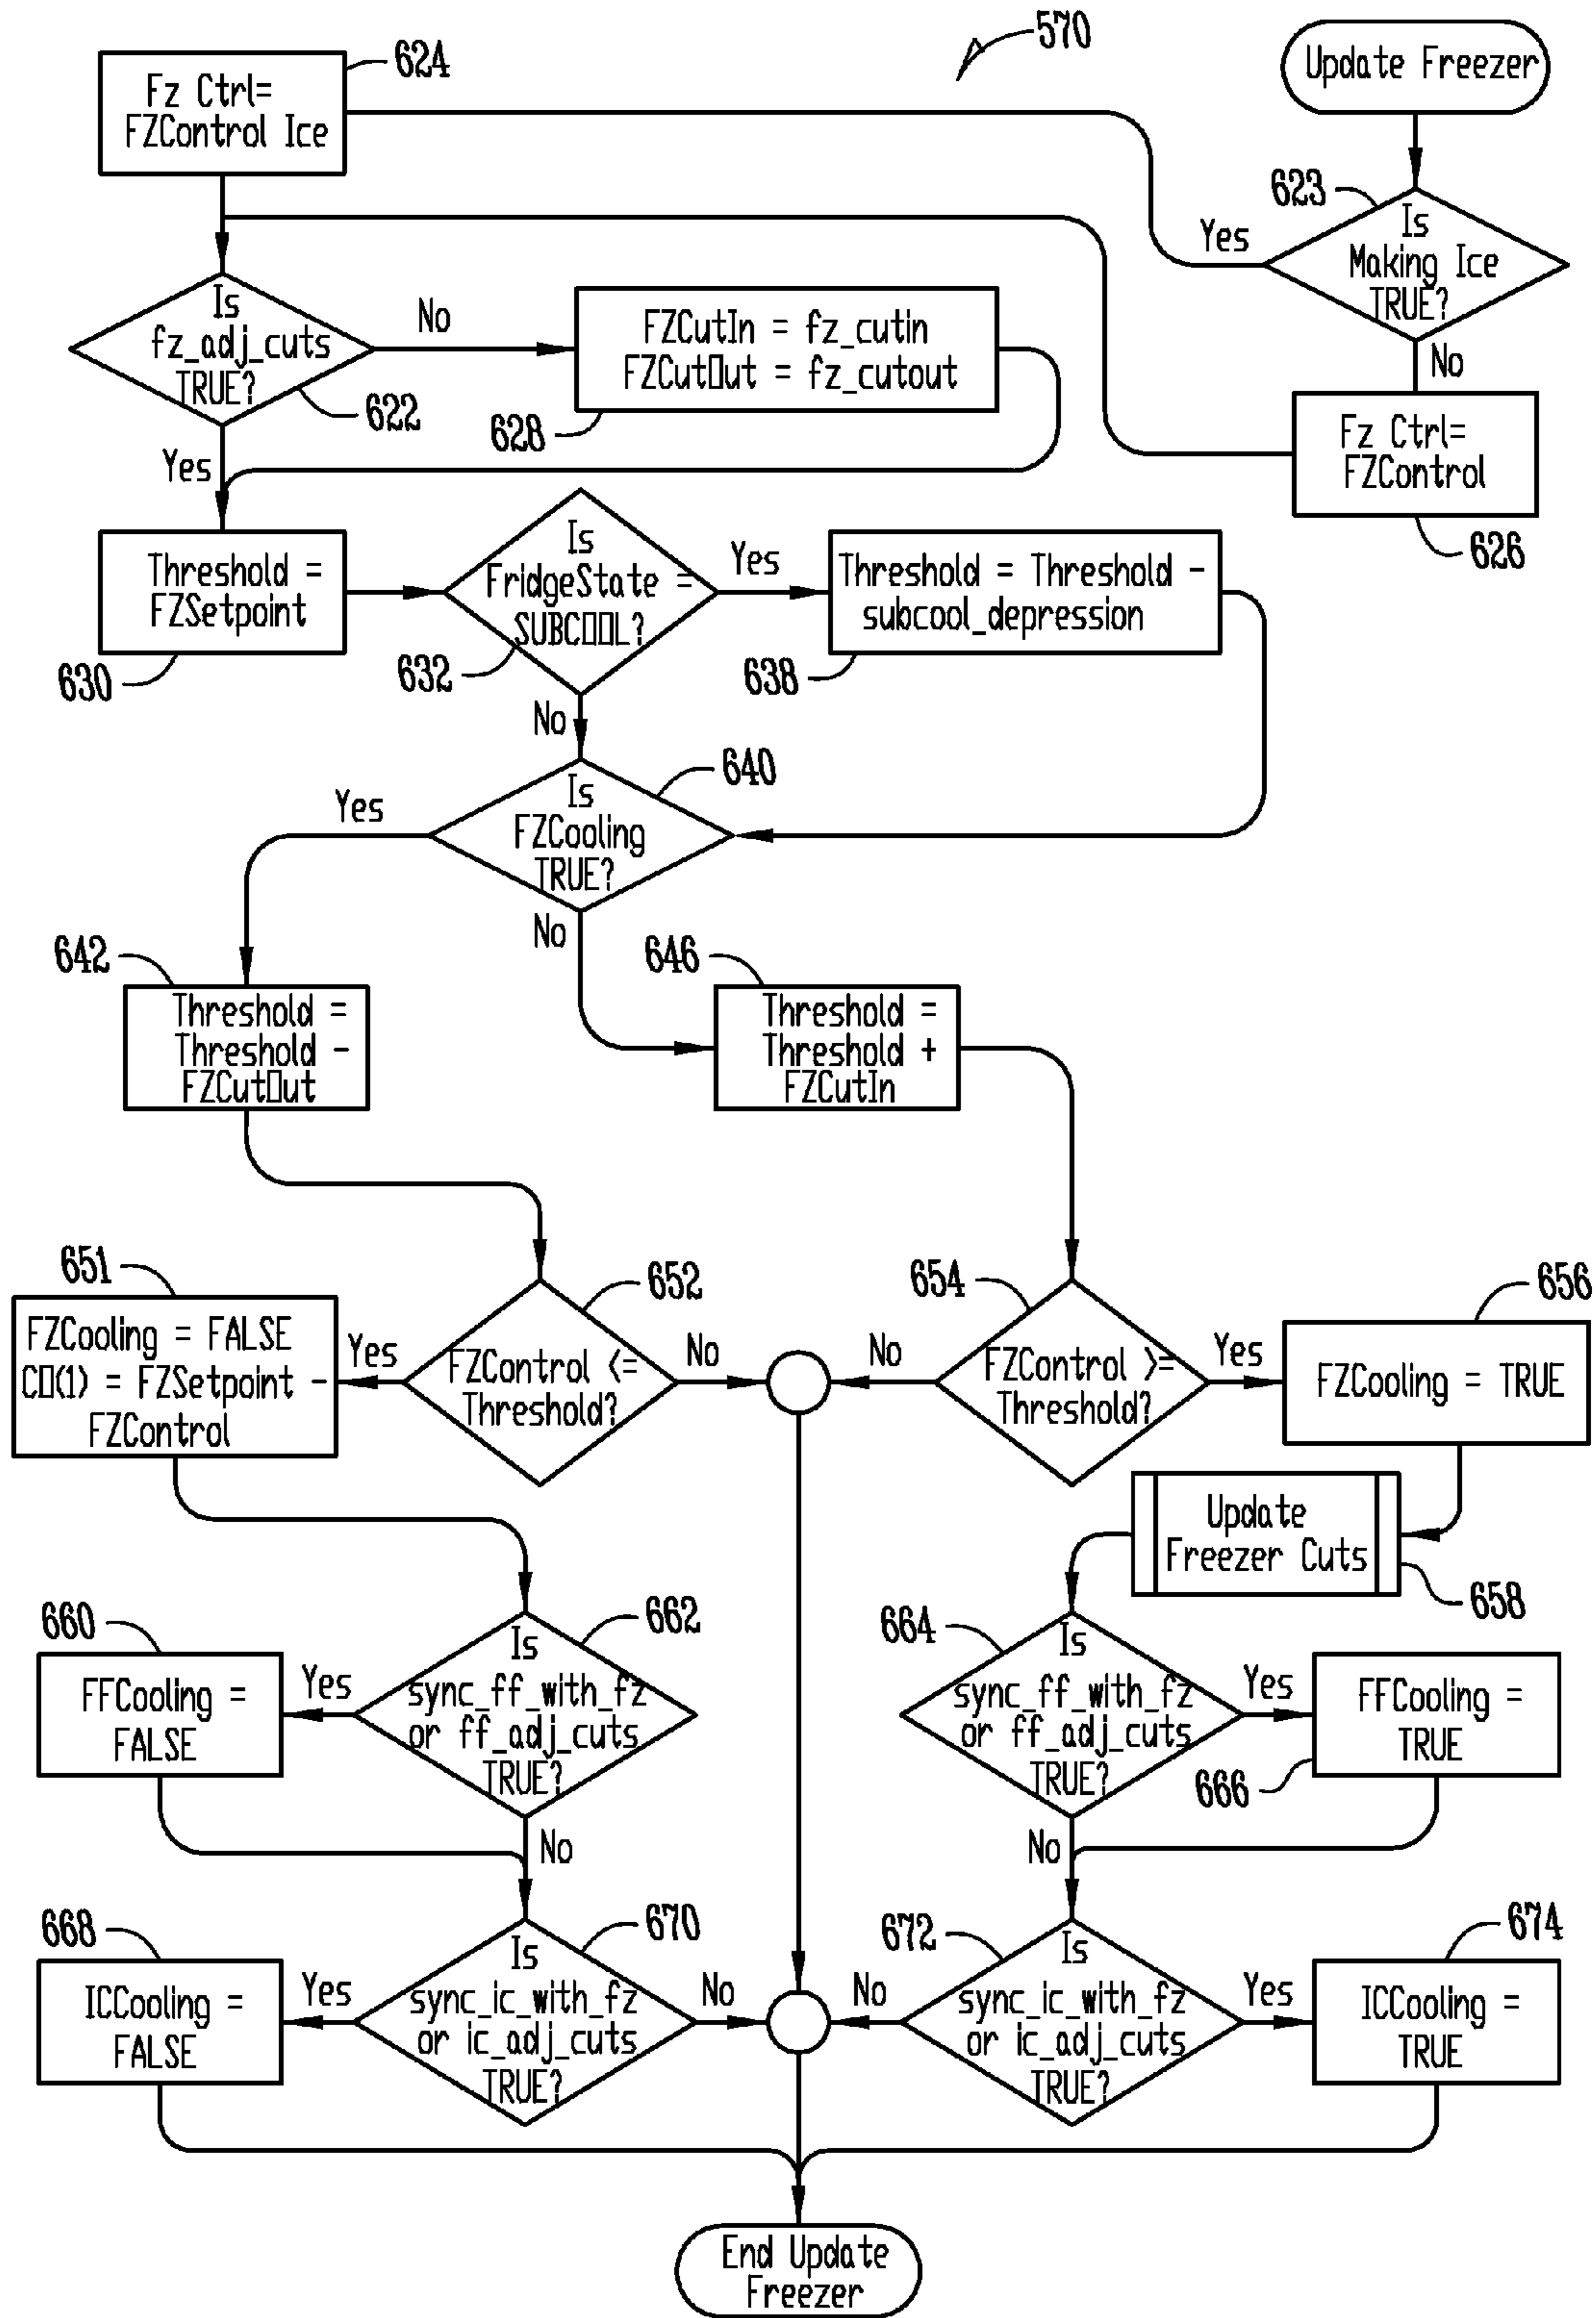 570
Update Freezer
624
Fz Ctrl=
FZControl Ice
623
Is
Making Ice
TRUE?
Yes
No
Fz Ctrl=
FZControl
626
Is
fz_adj_cuts
TRUE?
622
No
Yes
FZCutIn = fz_cutin
FZCutOut = fz_cutout
628
Threshold =
FZSetpoint
630
Is
FridgeState =
SUBCOOL?
632
Yes
No
Threshold = Threshold -
subcool_depression
638
Is
FZCooling
TRUE?
640
Yes
No
642
Threshold =
Threshold -
FZCutOut
646
Threshold =
Threshold +
FZCutIn
651
FZCooling = FALSE
CO(1) = FZSetpoint -
FZControl
Yes
652
FZControl <=
Threshold?
No
654
No
FZControl >=
Threshold?
Yes
656
FZCooling = TRUE
Update
Freezer Cuts
658
660
FFCooling =
FALSE
Yes
662
Is
sync_ff_with_fz
or ff_adj_cuts
TRUE?
No
664
Is
sync_ff_with_fz
or ff_adj_cuts
TRUE?
Yes
No
FFCooling =
TRUE
666
668
ICCooling =
FALSE
Yes
670
Is
sync_ic_with_fz
or ic_adj_cuts
TRUE?
No
672
No
Is
sync_ic_with_fz
or ic_adj_cuts
TRUE?
Yes
674
ICCooling =
TRUE
End Update
Freezer